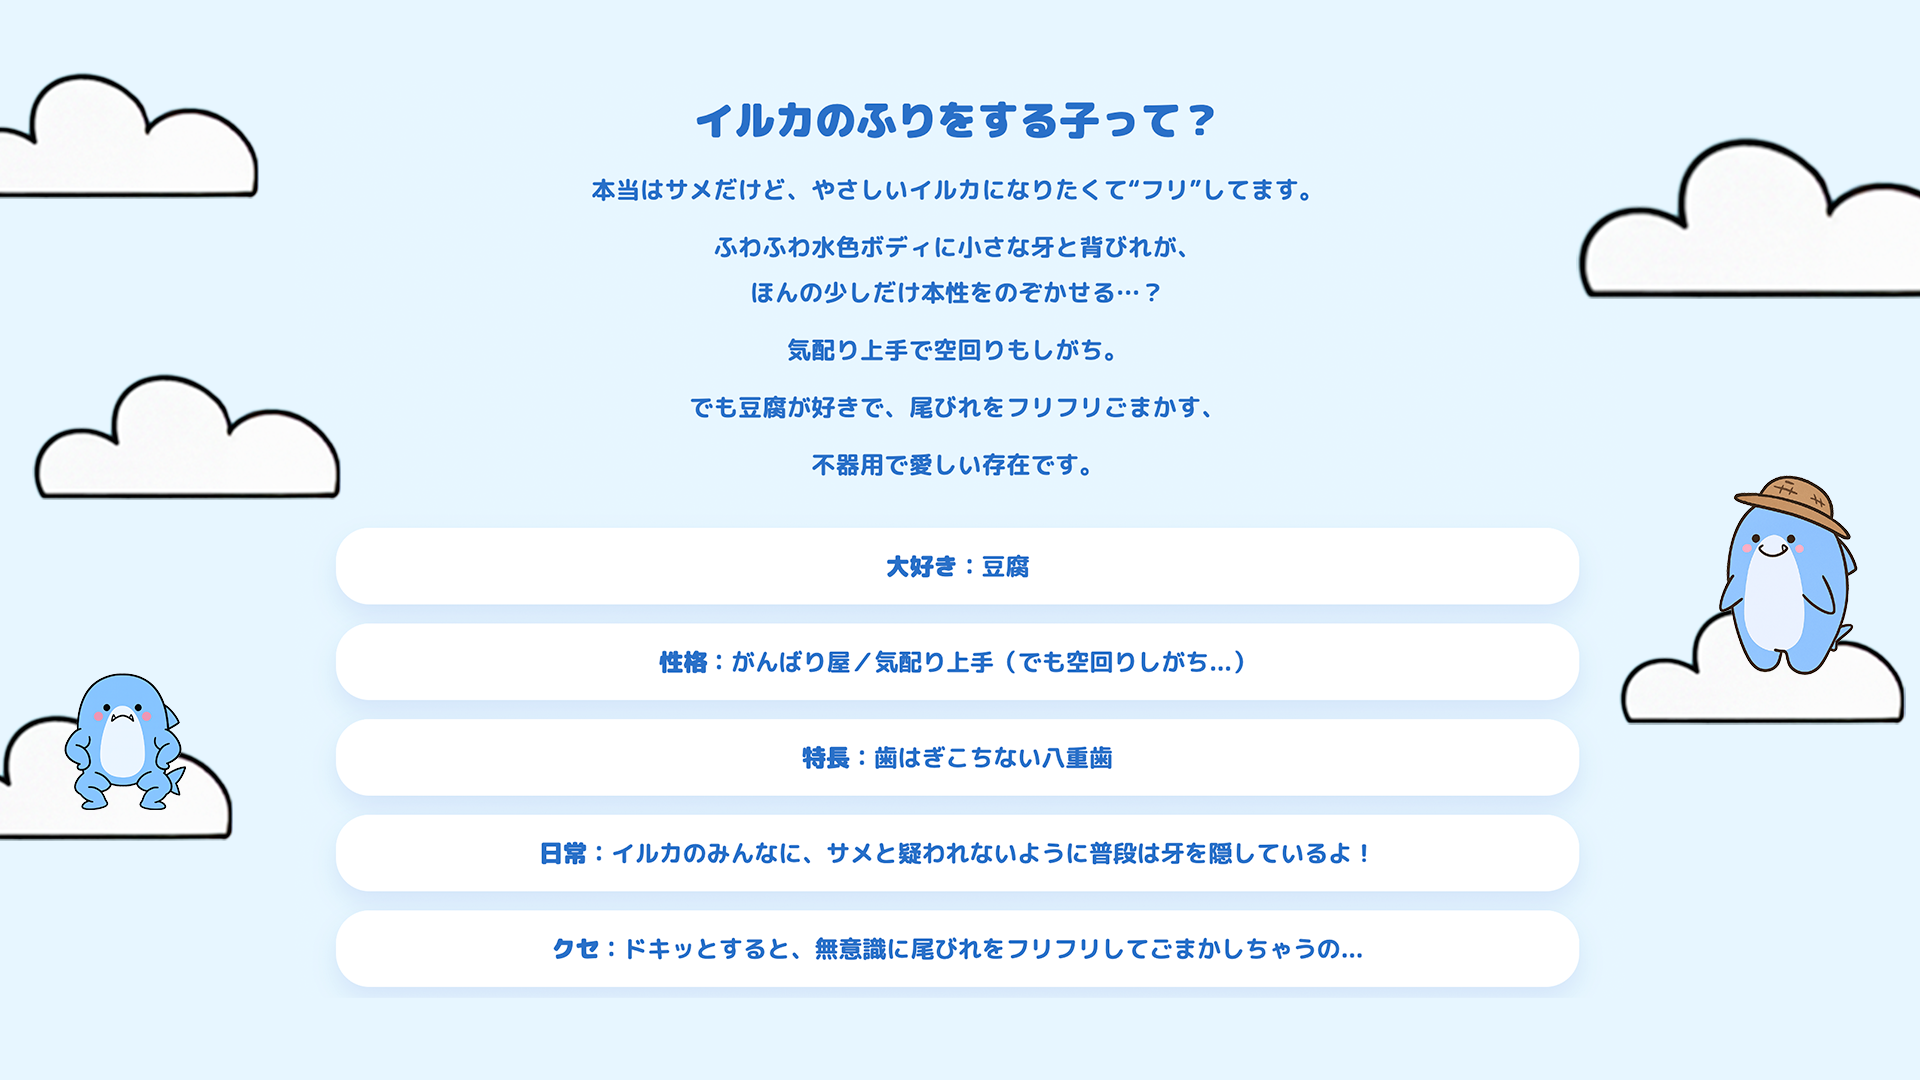 イルカのふりをする子って？
本当はサメだけど、やさしいイルカになりたくて“フリ”してます。
ふわふわ水色ボディに小さな牙と背びれが、
ほんの少しだけ本性をのぞかせる…？
気配り上手で空回りもしがち。
でも豆腐が好きで、尾びれをフリフリごまかす、
不器用で愛しい存在です。
大好き：豆腐
性格：がんばり屋／気配り上手（でも空回りしがち…）
特長：歯はぎこちない八重歯
日常：イルカのみんなに、サメと疑われないように普段は牙を隠しているよ！
クセ：ドキッとすると、無意識に尾びれをフリフリしてごまかしちゃうの…